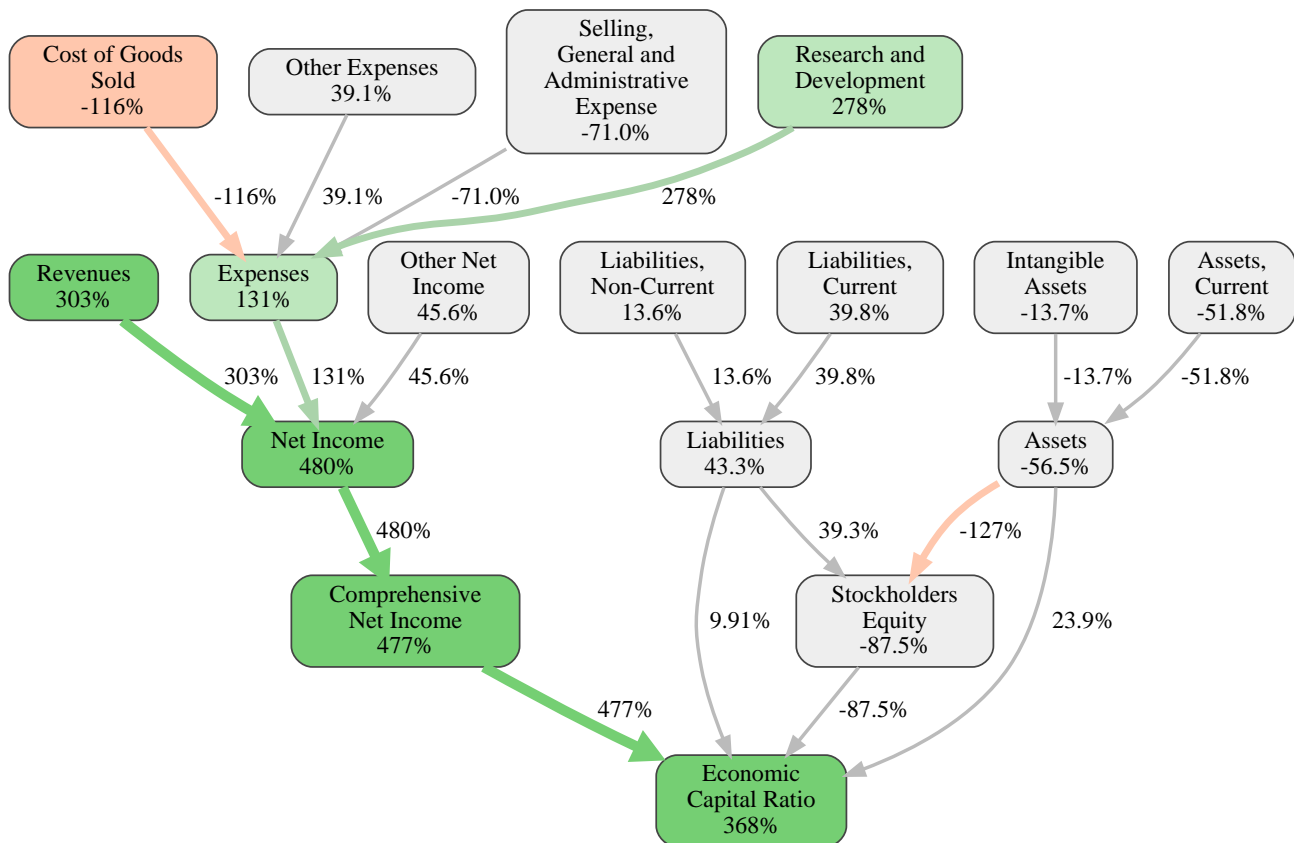 Cost of Goods
Sold
-116%
Other Expenses
39.1%
Selling,
General and
Administrative
Expense
-71.0%
Research and
Development
278%
-116%
39.1%
-71.0%
278%
Revenues
303%
Expenses
131%
Other Net
Income
45.6%
Liabilities,
Non-Current
13.6%
Liabilities,
Current
39.8%
Intangible
Assets
-13.7%
Assets,
Current
-51.8%
303%
131%
45.6%
13.6%
39.8%
-13.7%
-51.8%
Net Income
480%
Liabilities
43.3%
Assets
-56.5%
480%
39.3%
-127%
Comprehensive
Net Income
477%
9.91%
Stockholders
Equity
-87.5%
23.9%
477%
-87.5%
Economic
Capital Ratio
368%